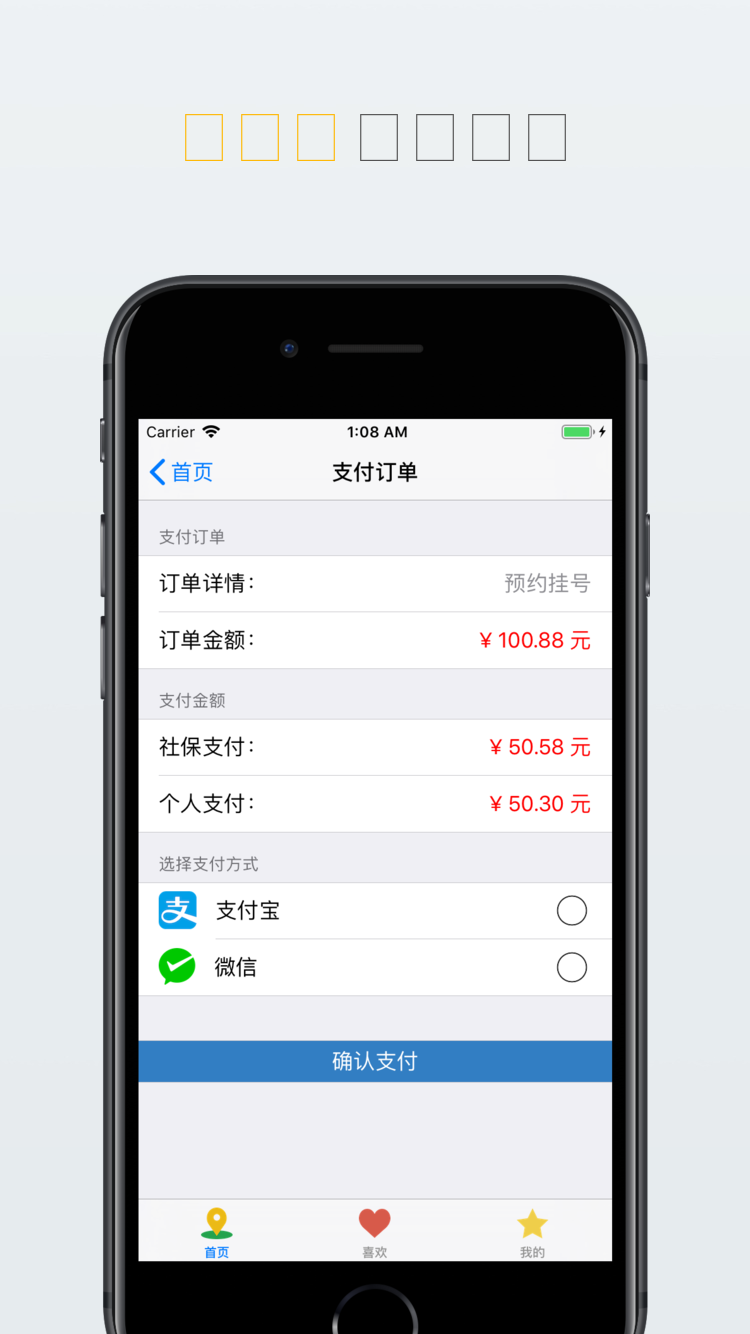 Carrier 1:08 AM
首页 支付订单
支付订单
订单详情: 预约挂号
订单金额: ¥ 100.88 元
支付金额
社保支付: ¥ 50.58 元
个人支付: ¥ 50.30 元
选择支付方式
支 支付宝
微信
确认支付
首页 喜欢 我的